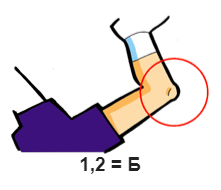 1,2 = Б